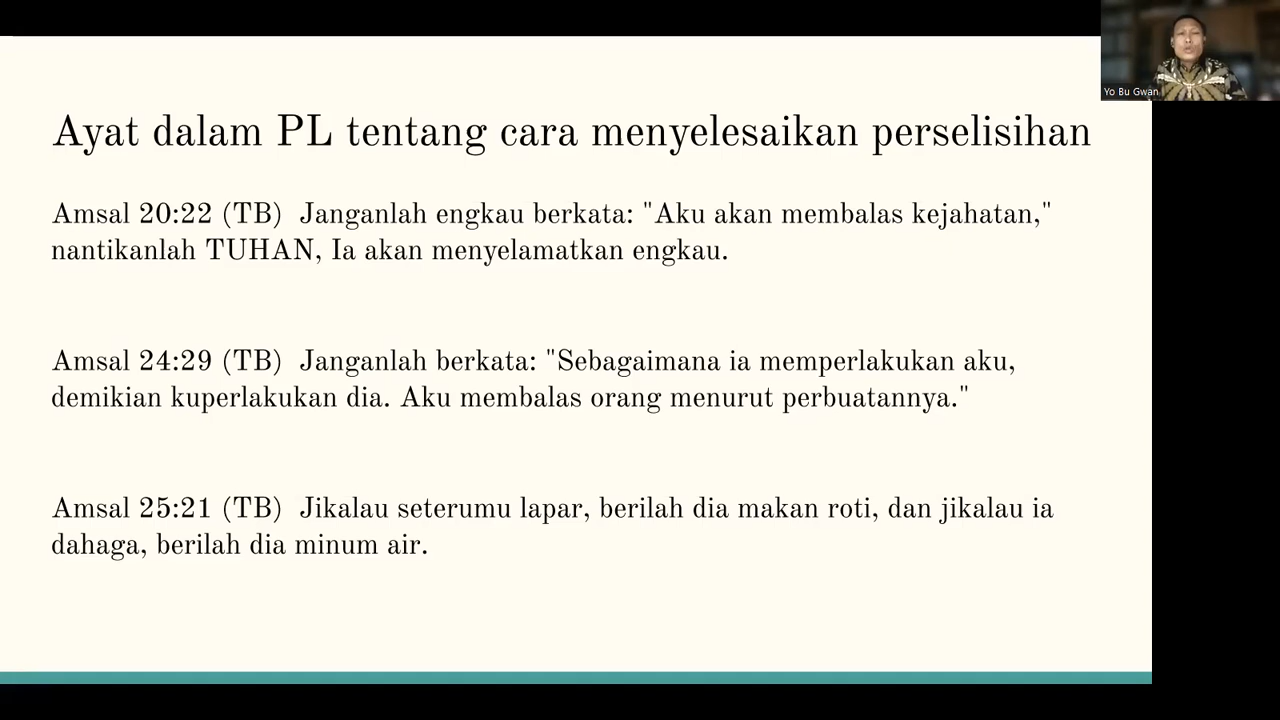 Yo Bu Gwan
Ayat dalam PL tentang cara menyelesaikan perselisihan
Amsal 20:22 (TB)  Janganlah engkau berkata: "Aku akan membalas kejahatan,"
nantikanlah TUHAN, Ia akan menyelamatkan engkau.
Amsal 24:29 (TB)  Janganlah berkata: "Sebagaimana ia memperlakukan aku,
demikian kuperlakukan dia. Aku membalas orang menurut perbuatannya."
Amsal 25:21 (TB)  Jikalau seterumu lapar, berilah dia makan roti, dan jikalau ia
dahaga, berilah dia minum air.